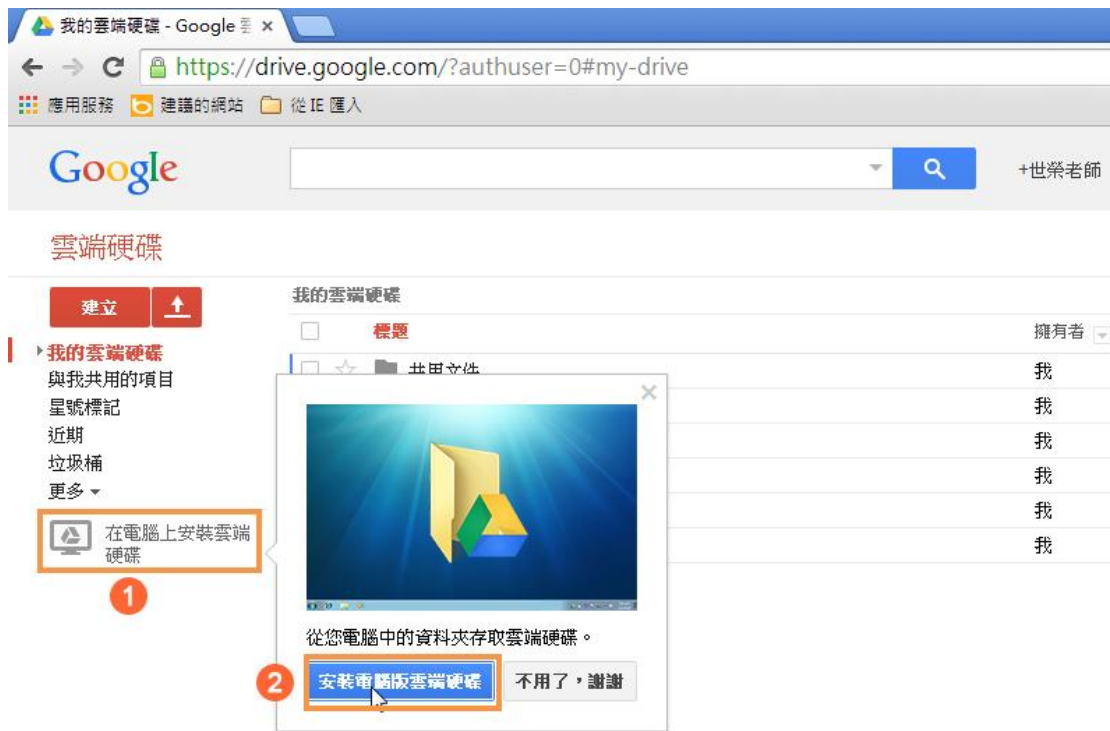 我的雲端硬碟 - Google 雲
https://drive.google.com/?authuser=0#my-drive
應用服務 建議的網站 從 IE 匯入
Google +世榮老師
雲端硬碟
建立 我的雲端硬碟
標題 擁有者
我的雲端硬碟
共用文件 我
與我共用的項目
星號標記 我
近期 我
垃圾桶 我
更多 我
在電腦上安裝雲端
硬碟
我
1
從您電腦中的資料夾存取雲端硬碟。
2 安裝電腦版雲端硬碟 不用了，謝謝